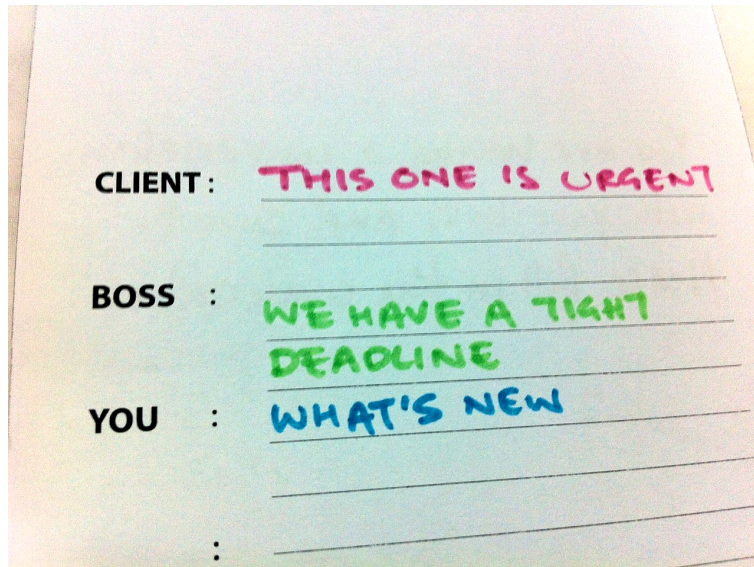 CLIENT : THIS ONE IS URGENT
BOSS : WE HAVE A TIGHT
DEADLINE
YOU : WHAT'S NEW
: